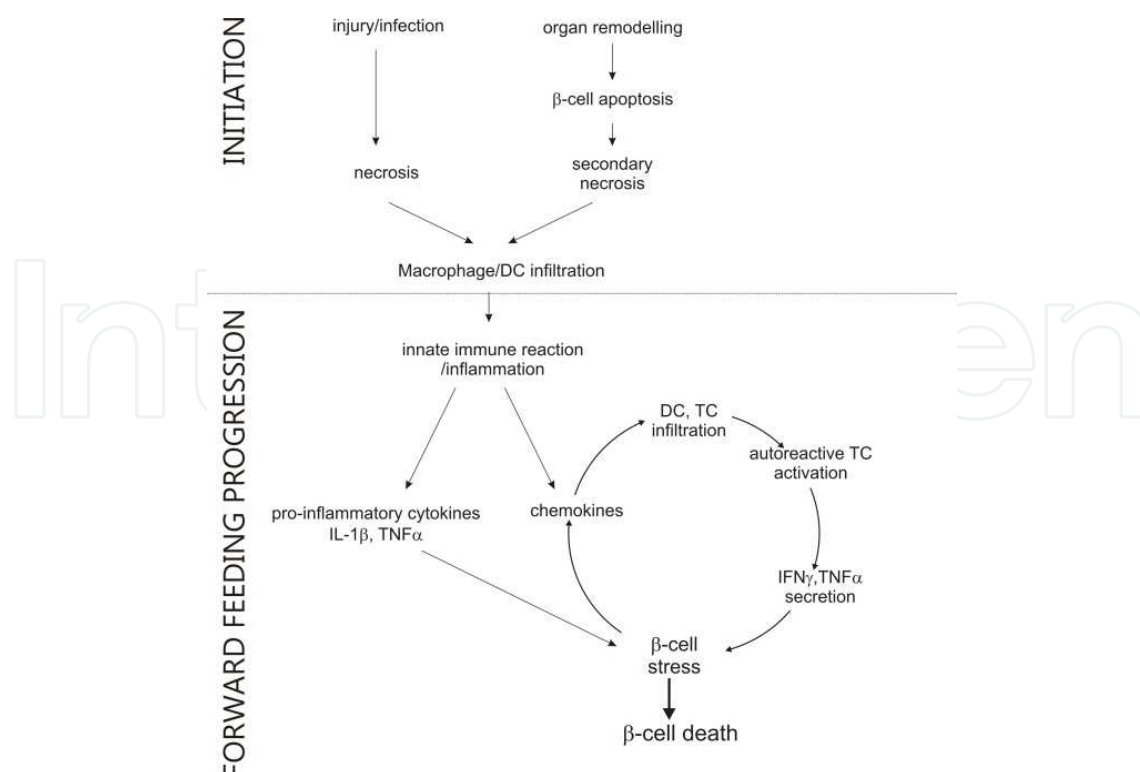 INITIATION
injury/infection
organ remodelling
β-cell apoptosis
necrosis
secondary
necrosis
Macrophage/DC infiltration
FORWARD FEEDING PROGRESSION
innate immune reaction
/inflammation
DC, TC
infiltration
autoreactive TC
activation
pro-inflammatory cytokines
IL-1β, TNFα
chemokines
IFNγ,TNFα
secretion
β-cell
stress
β-cell death
Inten